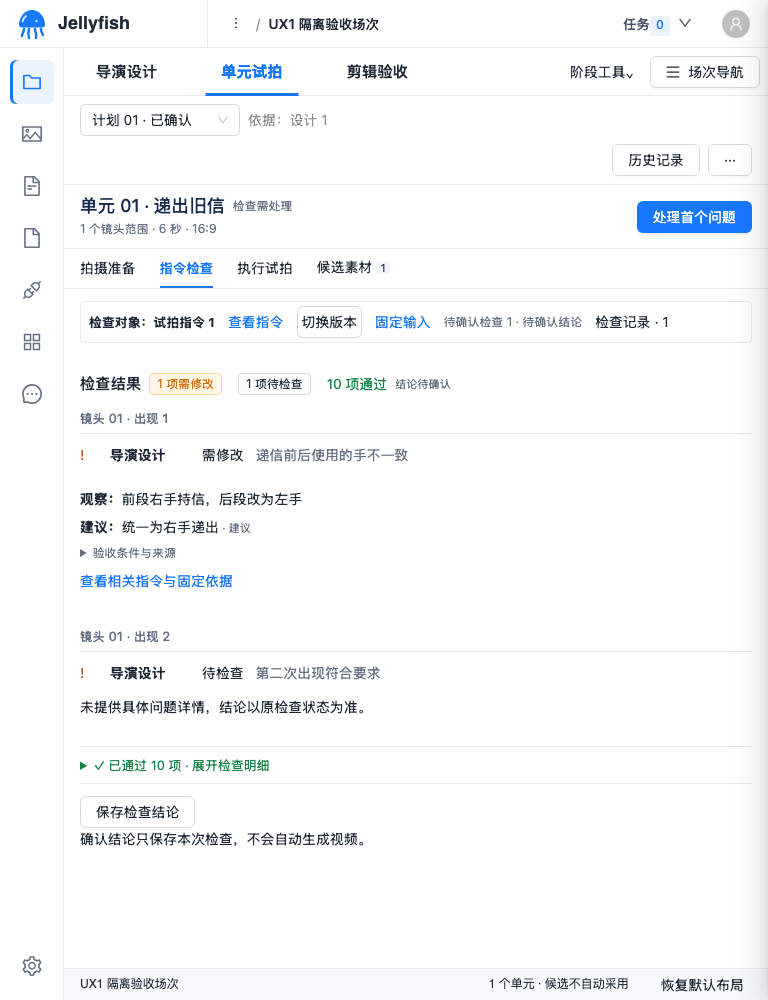 Jellyfish
⋮ / UX1 隔离验收场次
任务 0
导演设计 单元试拍 剪辑验收 阶段工具 场次导航
计划 01 · 已确认 依据：设计 1
历史记录 ···
单元 01 · 递出旧信 检查需处理
1 个镜头范围 · 6 秒 · 16:9
处理首个问题
拍摄准备 指令检查 执行试拍 候选素材 1
检查对象：试拍指令 1 查看指令 切换版本 固定输入 待确认检查 1 · 待确认结论 检查记录 · 1
检查结果 1 项需修改 1 项待检查 10 项通过 结论待确认
镜头 01 · 出现 1
! 导演设计 需修改 递信前后使用的手不一致
观察：前段右手持信，后段改为左手
建议：统一为右手递出 · 建议
▶ 验收条件与来源
查看相关指令与固定依据
镜头 01 · 出现 2
! 导演设计 待检查 第二次出现符合要求
未提供具体问题详情，结论以原检查状态为准。
▶ ✓ 已通过 10 项 · 展开检查明细
保存检查结论
确认结论只保存本次检查，不会自动生成视频。
UX1 隔离验收场次 1 个单元 · 候选不自动采用 恢复默认布局